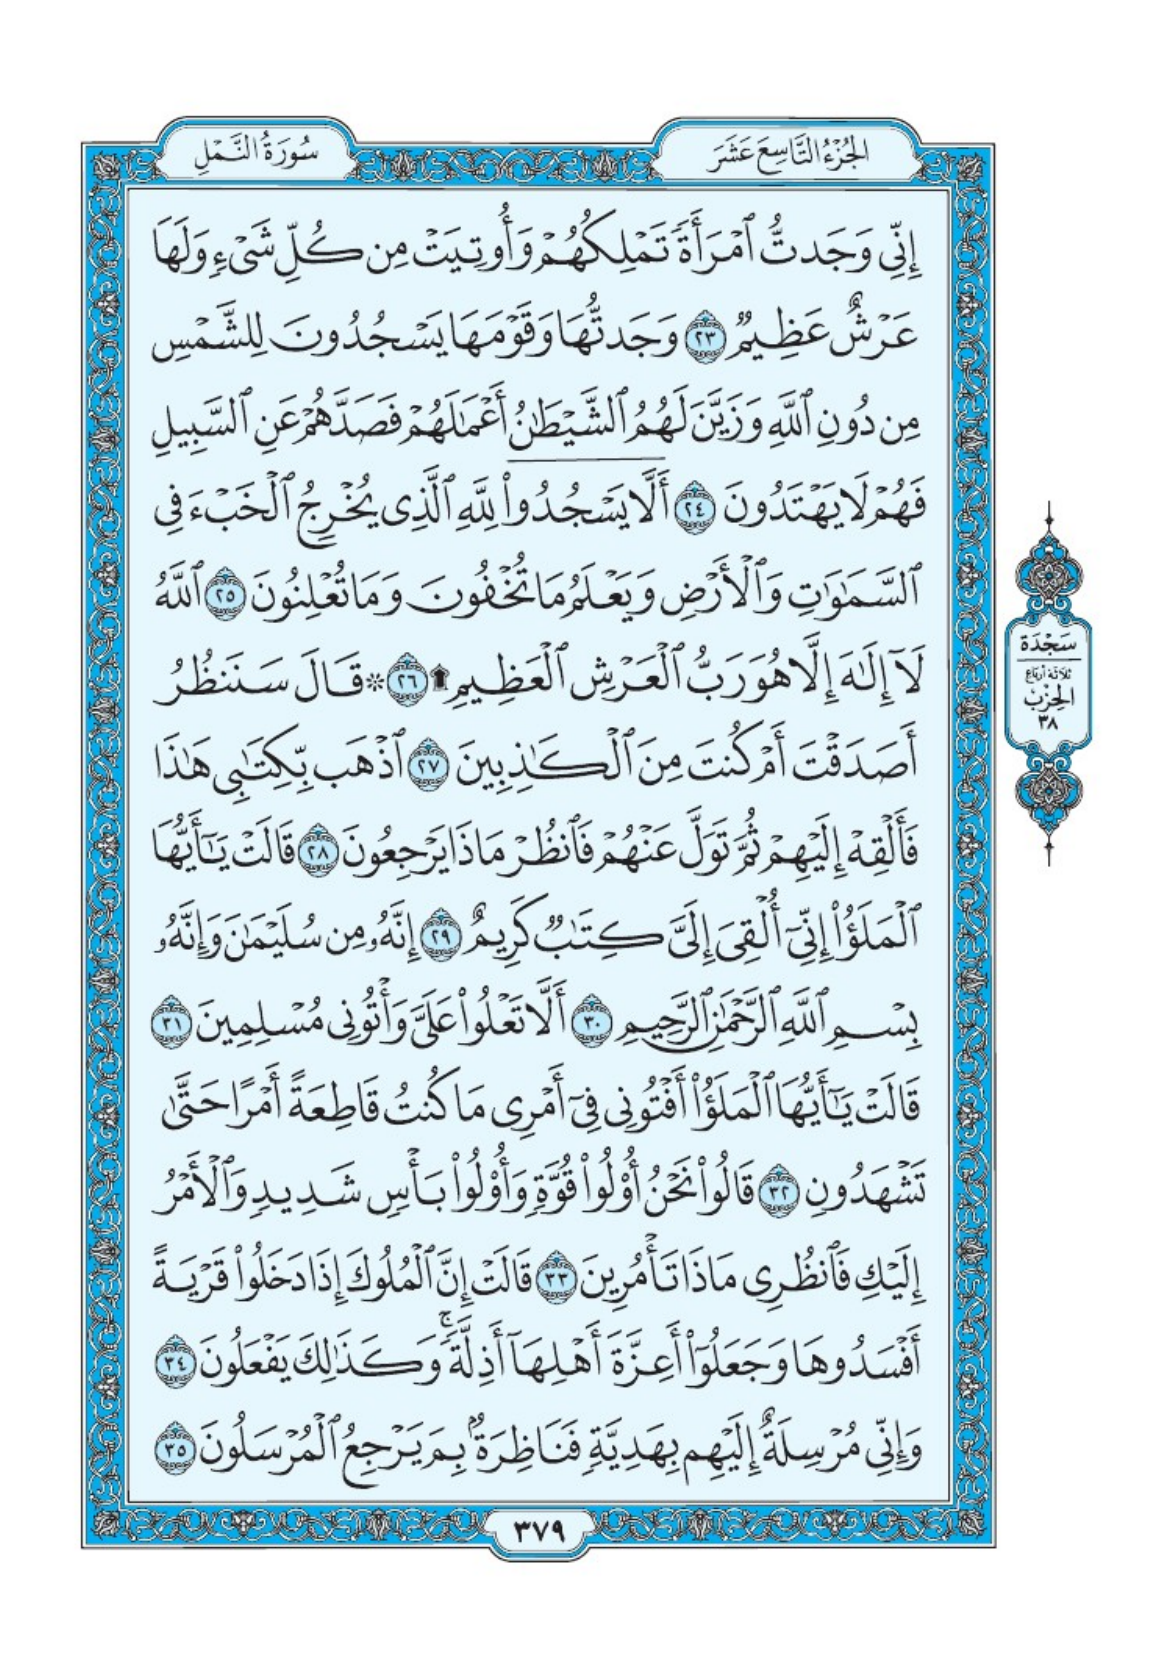 الجُزْءُ التَّاسِعَ عَشَرَ
سُورَةُ النَّمْلِ
إِنِّى وَجَدتُّ ٱمْرَأَةً تَمْلِكُهُمْ وَأُوتِيَتْ مِن كُلِّ شَىْءٍ وَلَهَا
عَرْشٌ عَظِيمٌ ٢٣ وَجَدتُّهَا وَقَوْمَهَا يَسْجُدُونَ لِلشَّمْسِ
مِن دُونِ ٱللَّهِ وَزَيَّنَ لَهُمُ ٱلشَّيْطَٰنُ أَعْمَٰلَهُمْ فَصَدَّهُمْ عَنِ ٱلسَّبِيلِ
فَهُمْ لَا يَهْتَدُونَ ٢٤ أَلَّا يَسْجُدُوا۟ لِلَّهِ ٱلَّذِى يُخْرِجُ ٱلْخَبْءَ فِى
ٱلسَّمَٰوَٰتِ وَٱلْأَرْضِ وَيَعْلَمُ مَا تُخْفُونَ وَمَا تُعْلِنُونَ ٢٥ ٱللَّهُ
لَآ إِلَٰهَ إِلَّا هُوَ رَبُّ ٱلْعَرْشِ ٱلْعَظِيمِ ۩ ٢٦ * قَالَ سَنَنظُرُ
أَصَدَقْتَ أَمْ كُنتَ مِنَ ٱلْكَٰذِبِينَ ٢٧ ٱذْهَب بِّكِتَٰبِى هَٰذَا
فَأَلْقِهْ إِلَيْهِمْ ثُمَّ تَوَلَّ عَنْهُمْ فَٱنظُرْ مَاذَا يَرْجِعُونَ ٢٨ قَالَتْ يَٰٓأَيُّهَا
ٱلْمَلَؤُا۟ إِنِّىٓ أُلْقِىَ إِلَىَّ كِتَٰبٌ كَرِيمٌ ٢٩ إِنَّهُۥ مِن سُلَيْمَٰنَ وَإِنَّهُۥ
بِسْمِ ٱللَّهِ ٱلرَّحْمَٰنِ ٱلرَّحِيمِ ٣٠ أَلَّا تَعْلُوا۟ عَلَىَّ وَأْتُونِى مُسْلِمِينَ ٣١
قَالَتْ يَٰٓأَيُّهَا ٱلْمَلَؤُا۟ أَفْتُونِى فِىٓ أَمْرِى مَا كُنتُ قَاطِعَةً أَمْرًا حَتَّىٰ
تَشْهَدُونِ ٣٢ قَالُوا۟ نَحْنُ أُو۟لُوا۟ قُوَّةٍ وَأُو۟لُوا۟ بَأْسٍ شَدِيدٍ وَٱلْأَمْرُ
إِلَيْكِ فَٱنظُرِى مَاذَا تَأْمُرِينَ ٣٣ قَالَتْ إِنَّ ٱلْمُلُوكَ إِذَا دَخَلُوا۟ قَرْيَةً
أَفْسَدُوهَا وَجَعَلُوٓا۟ أَعِزَّةَ أَهْلِهَآ أَذِلَّةً ۚ وَكَذَٰلِكَ يَفْعَلُونَ ٣٤
وَإِنِّى مُرْسِلَةٌ إِلَيْهِم بِهَدِيَّةٍ فَنَاظِرَةٌۢ بِمَ يَرْجِعُ ٱلْمُرْسَلُونَ ٣٥
سَجْدَة
ثلاثة أرباع
الحِزْب
٣٨
٣٧٩